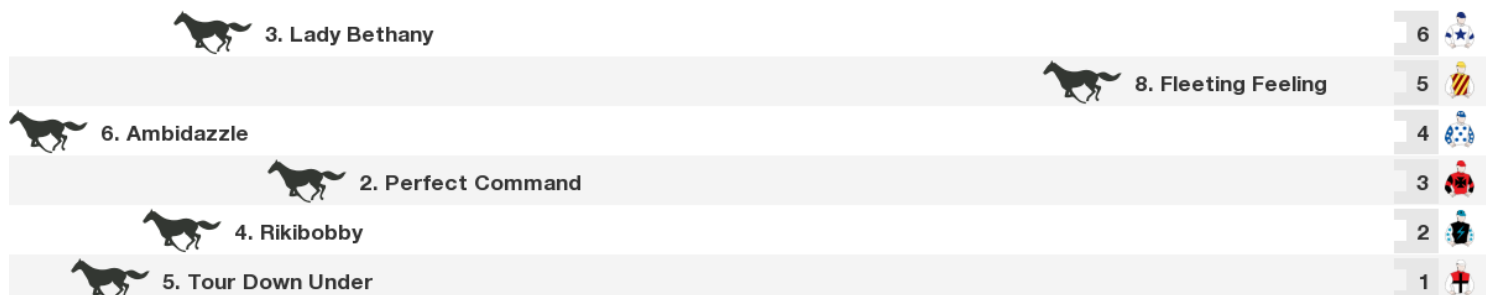 3. Lady Bethany 6
8. Fleeting Feeling 5
6. Ambidazzle 4
2. Perfect Command 3
4. Rikibobby 2
5. Tour Down Under 1